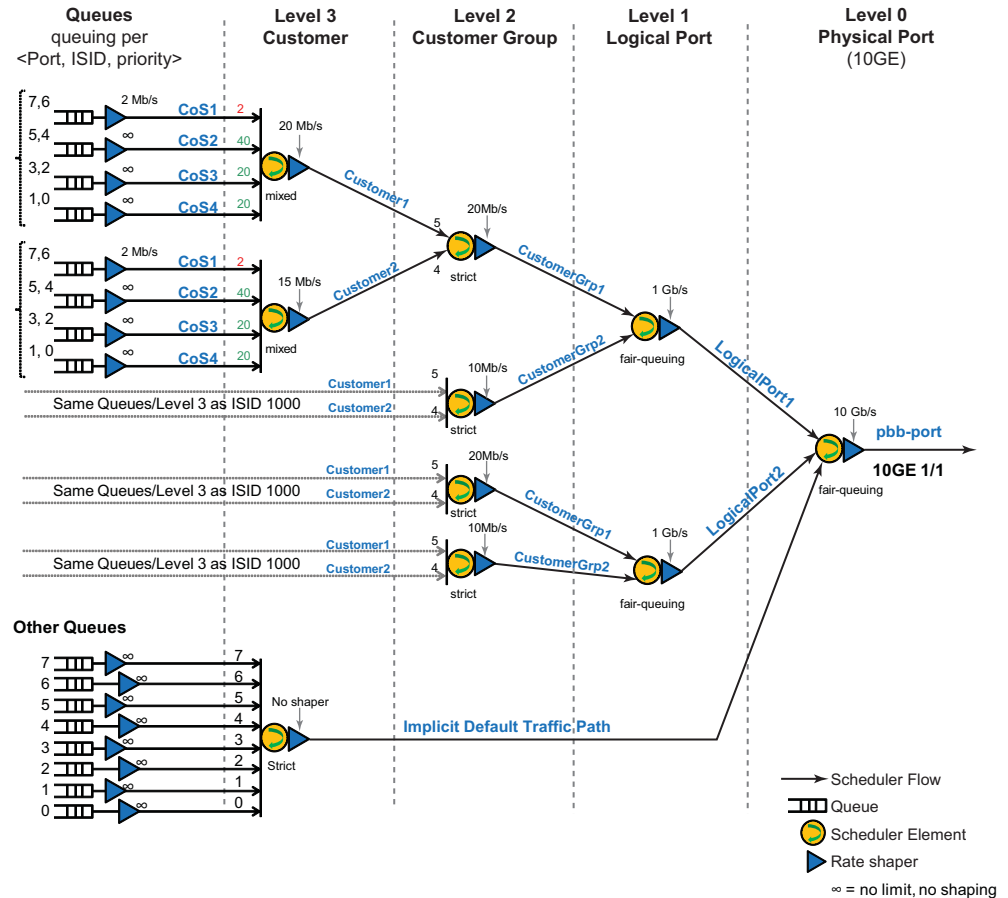 Queues
queuing per
<Port, ISID, priority>
Level 3
Customer
Level 2
Customer Group
Level 1
Logical Port
Level 0
Physical Port
(10GE)
7,6
2 Mb/s
CoS1
2
5,4
∞
CoS2
40
3,2
∞
CoS3
20
1,0
∞
CoS4
20
20 Mb/s
mixed
Customer1
7,6
2 Mb/s
CoS1
2
5, 4
∞
CoS2
40
3, 2
∞
CoS3
20
1, 0
∞
CoS4
20
15 Mb/s
mixed
Customer2
5
4
20Mb/s
strict
CustomerGrp1
Customer1
Same Queues/Level 3 as ISID 1000
Customer2
5
4
10Mb/s
strict
CustomerGrp2
1 Gb/s
fair-queuing
LogicalPort1
Customer1
Same Queues/Level 3 as ISID 1000
Customer2
5
4
20Mb/s
strict
CustomerGrp1
Customer1
Same Queues/Level 3 as ISID 1000
Customer2
5
4
10Mb/s
strict
CustomerGrp2
1 Gb/s
fair-queuing
LogicalPort2
10 Gb/s
fair-queuing
pbb-port
10GE 1/1
Other Queues
7
∞
7
6
∞
6
5
∞
5
4
∞
4
3
∞
3
2
∞
2
1
∞
1
0
∞
0
No shaper
Strict
Implicit Default Traffic Path
Scheduler Flow
Queue
Scheduler Element
Rate shaper
∞ = no limit, no shaping